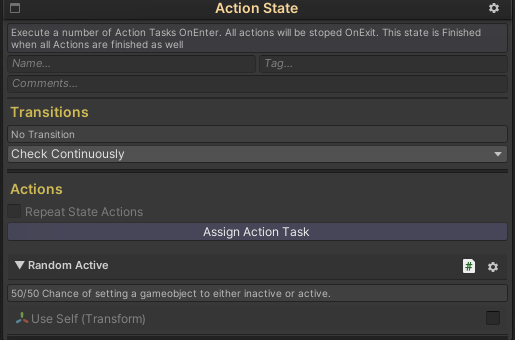 Action State
Execute a number of Action Tasks OnEnter. All actions will be stoped OnExit. This state is Finished
when all Actions are finished as well
Name...
Tag...
Comments...
Transitions
No Transition
Check Continuously
Actions
Repeat State Actions
Assign Action Task
▼ Random Active
#
50/50 Chance of setting a gameobject to either inactive or active.
Use Self (Transform)